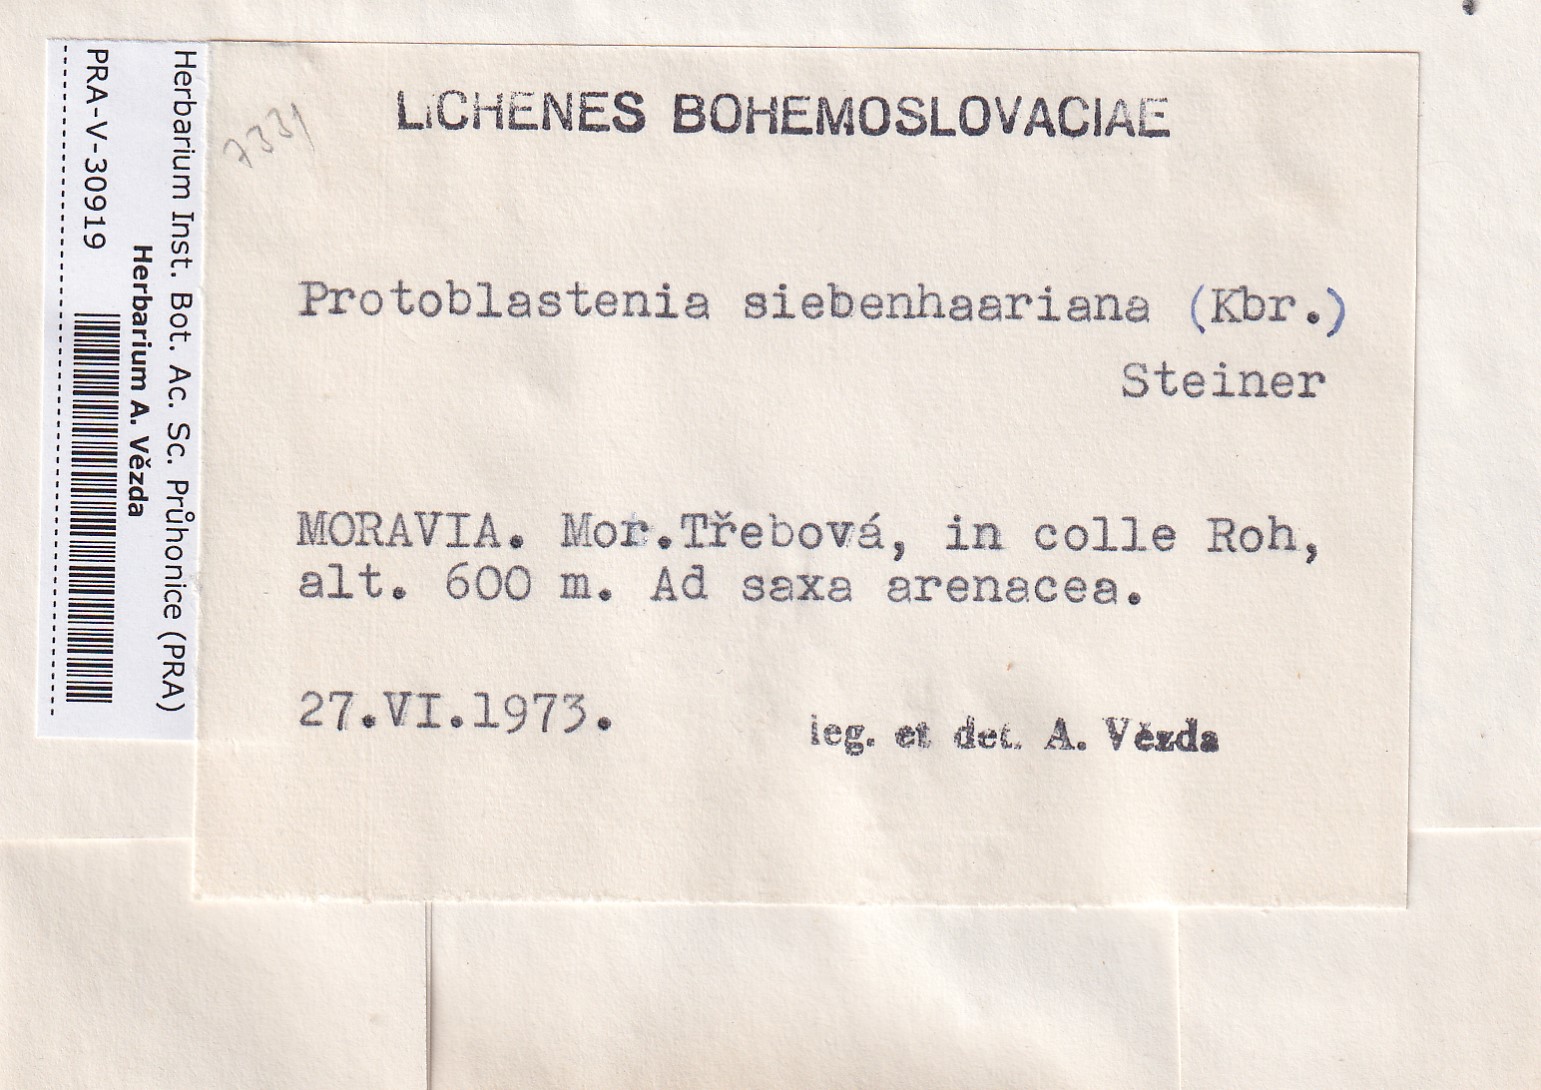 Herbarium Inst. Bot. Ac. Sc. Průhonice (PRA)
Herbarium A. Vězda
PRA-V-30919
7331
LICHENES BOHEMOSLOVACIAE
Protoblastenia siebenhaariana (Kbr.)
Steiner
MORAVIA. Mor.Třebová, in colle Roh,
alt. 600 m. Ad saxa arenacea.
27.VI.1973.
leg. et det. A. Vězda